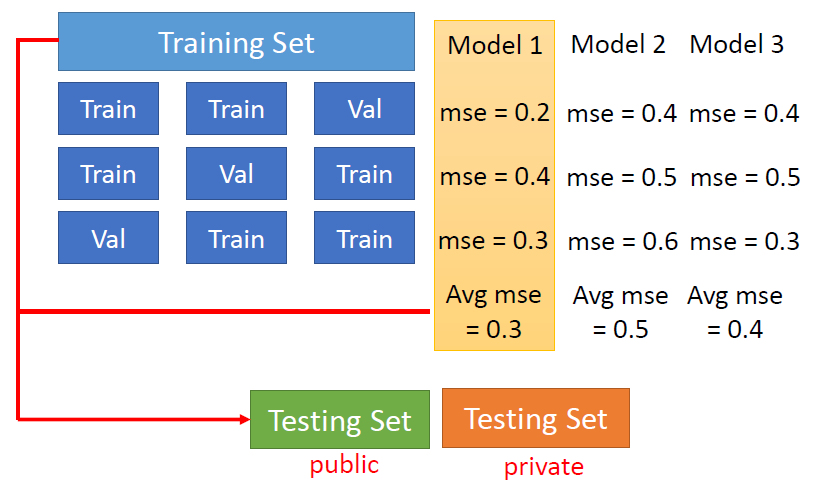 Training Set
Model 1 Model 2 Model 3
Train Train Val
mse = 0.2 mse = 0.4 mse = 0.4
Train Val Train
mse = 0.4 mse = 0.5 mse = 0.5
Val Train Train
mse = 0.3 mse = 0.6 mse = 0.3
Avg mse Avg mse Avg mse
= 0.3 = 0.5 = 0.4
Testing Set Testing Set
public private